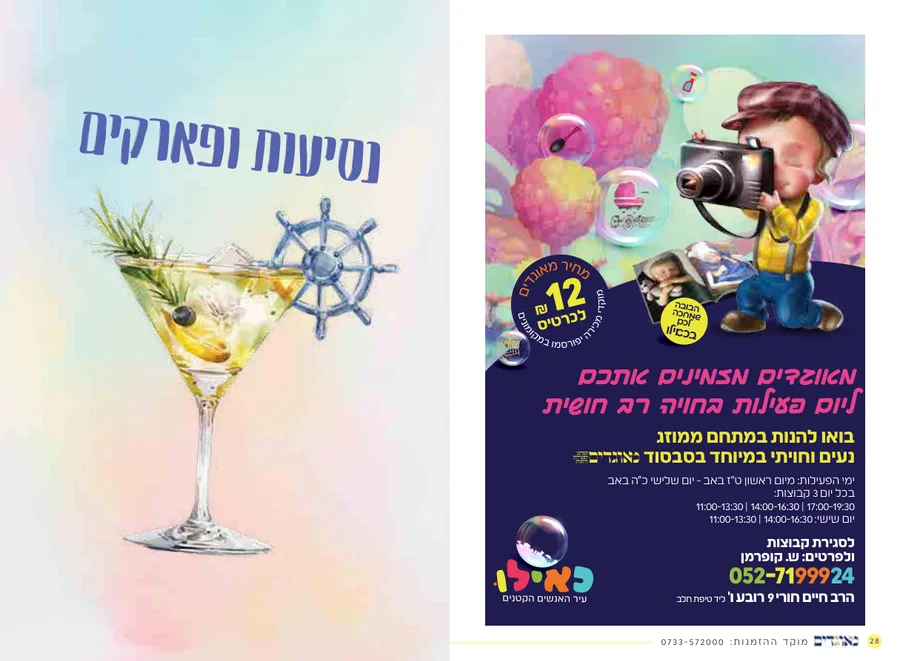 נסיעות ופארקים
מחיר מאוגדים
12 ₪
לכרטיס
מוקדי מכירה יפורסמו במקומונים
הבובה
שמחכה
לכם
בכאילו
מאוגדים מזמינים אתכם
ליום פעילות בחויה רב חושית
בואו להנות במתחם ממוזג
נעים וחויתי במיוחד בסבסוד מאוגדים
ימי הפעילות: מיום ראשון ט"ז באב - יום שלישי כ"ה באב
בכל יום 3 קבוצות:
11:00-13:30 | 14:00-16:30 | 17:00-19:30
יום שישי: 11:00-13:30 | 14:00-16:30
לסגירת קבוצות
ולפרטים: ש. קופרמן
052-7199924
הרב חיים חורי 9 רובע ו' ליד טיפת חלב
כאילו
עיר האנשים הקטנים
28 מאוגדים מוקד ההזמנות: 0733-572000